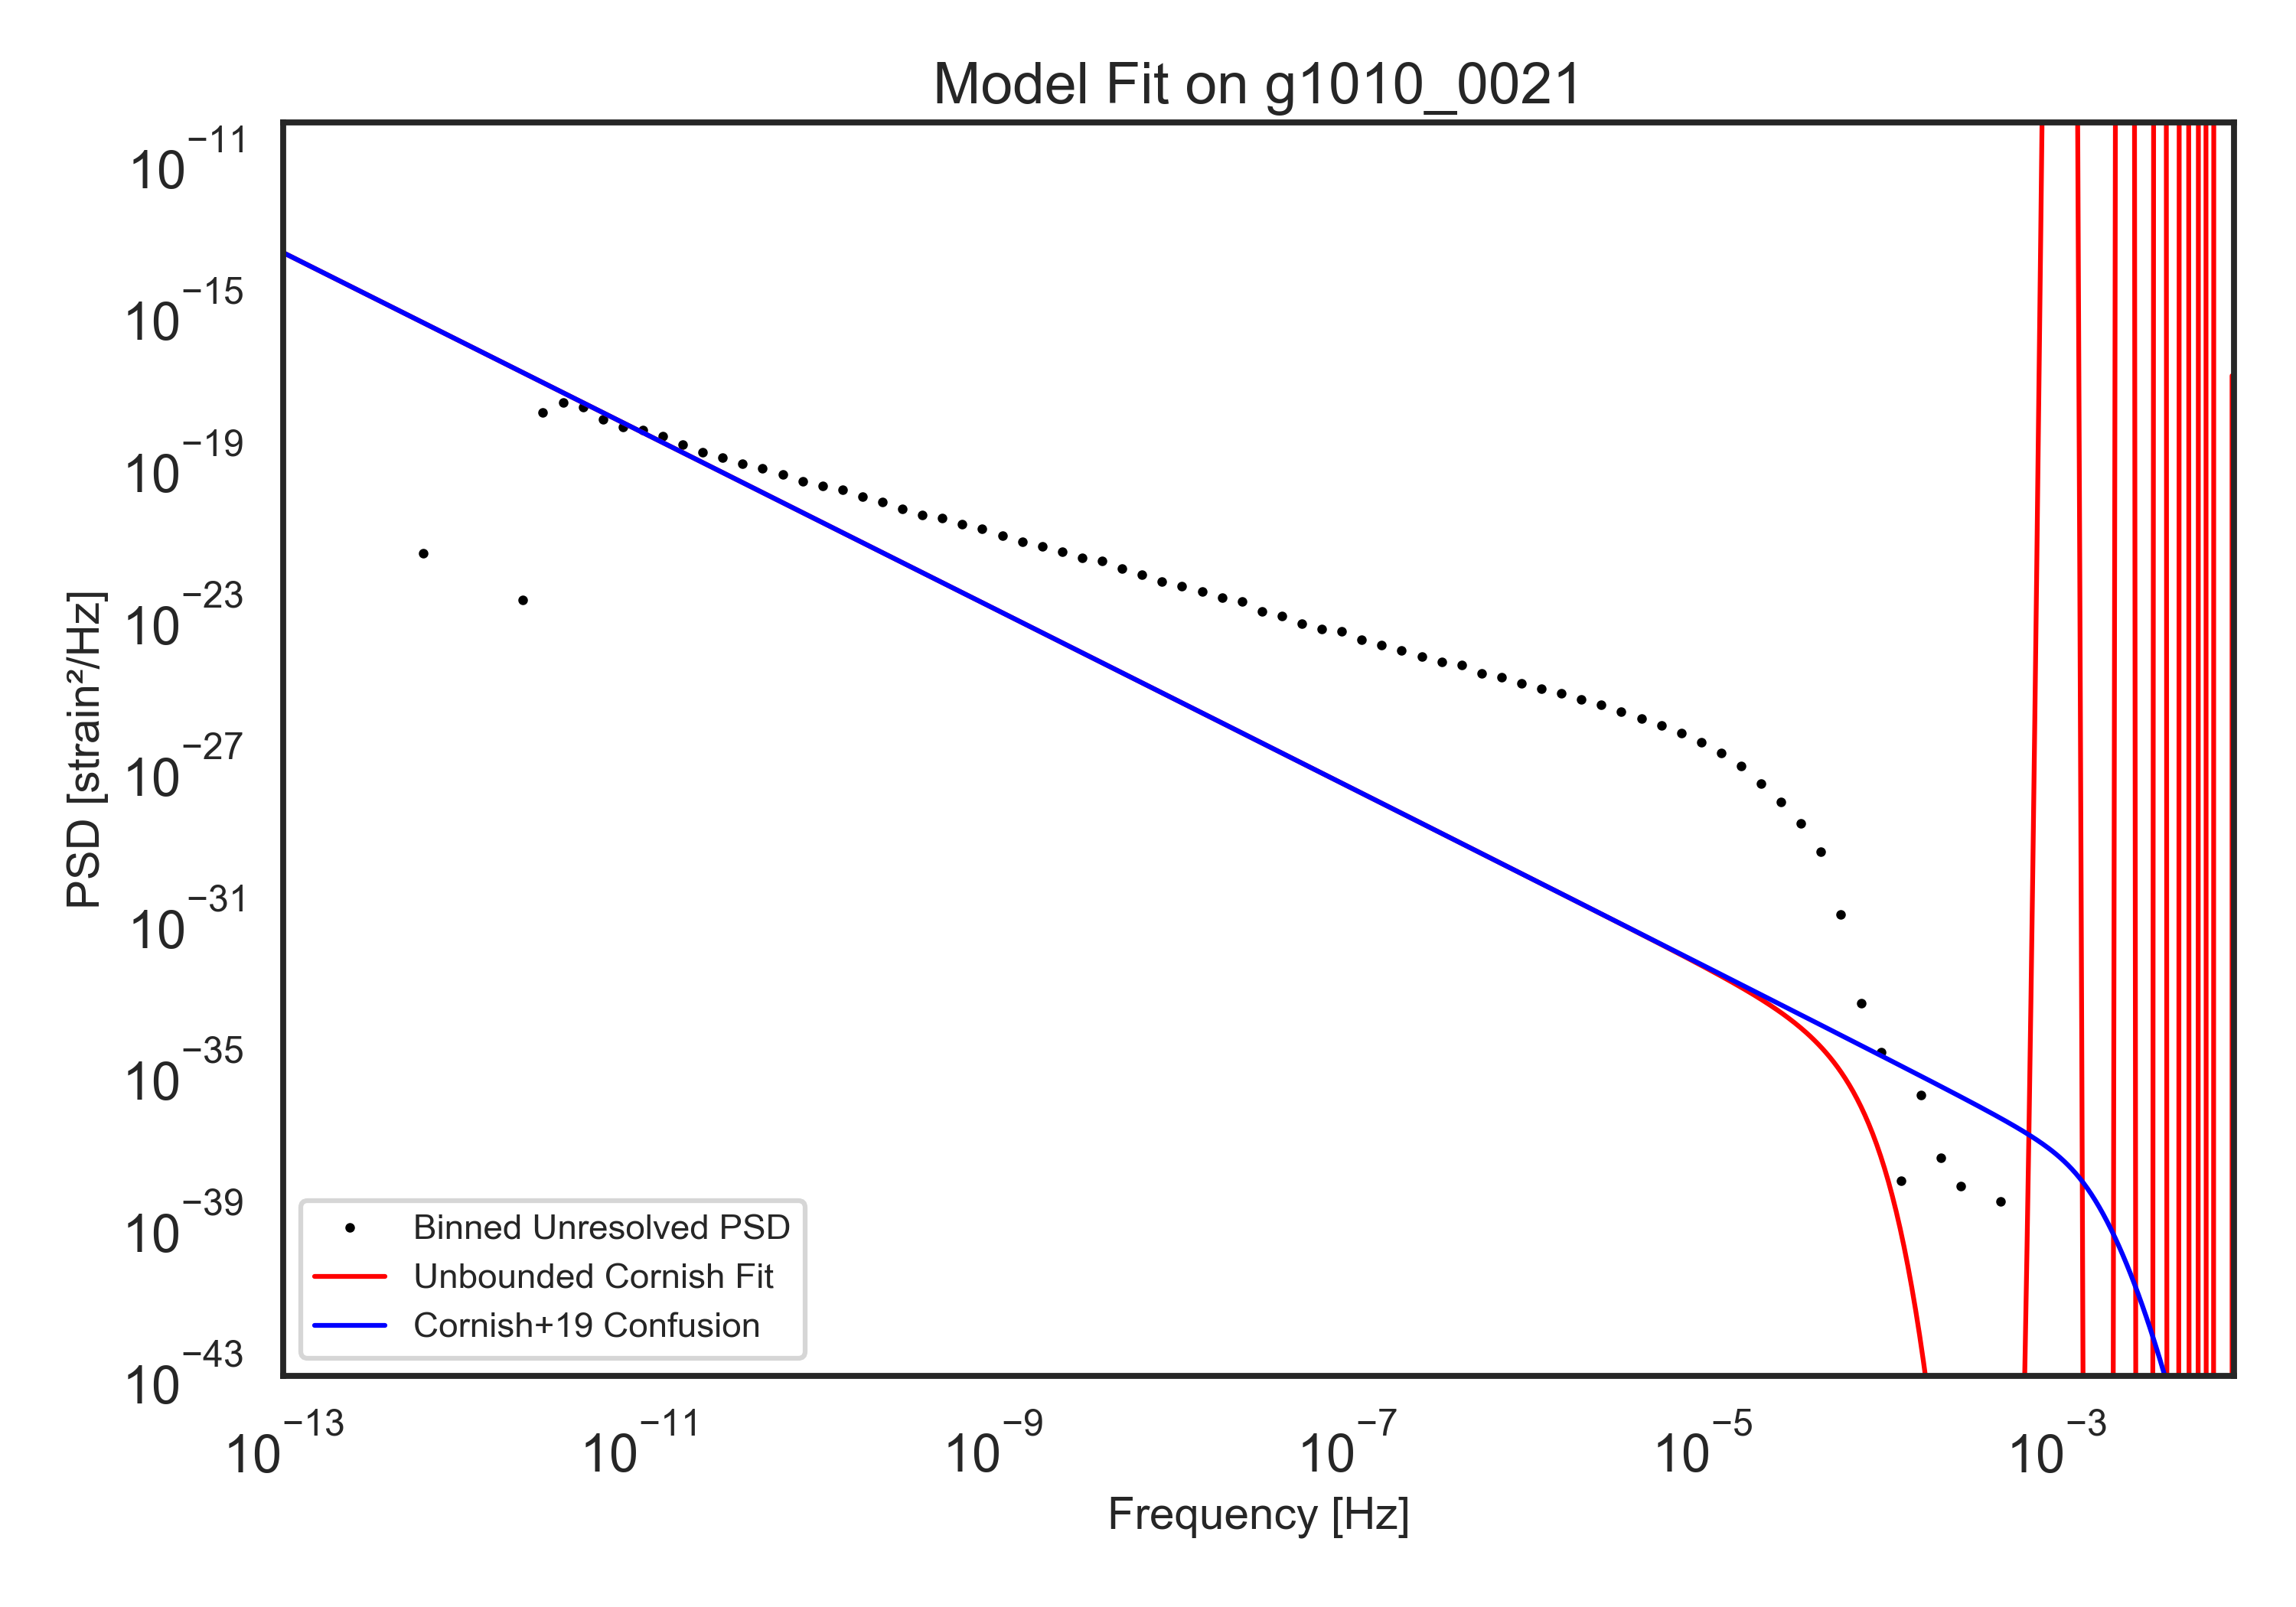 Model Fit on g1010_0021
PSD [strain²/Hz]
10⁻¹¹
10⁻¹⁵
10⁻¹⁹
10⁻²³
10⁻²⁷
10⁻³¹
10⁻³⁵
10⁻³⁹
10⁻⁴³
Binned Unresolved PSD
Unbounded Cornish Fit
Cornish+19 Confusion
10⁻¹³ 10⁻¹¹ 10⁻⁹ 10⁻⁷ 10⁻⁵ 10⁻³
Frequency [Hz]